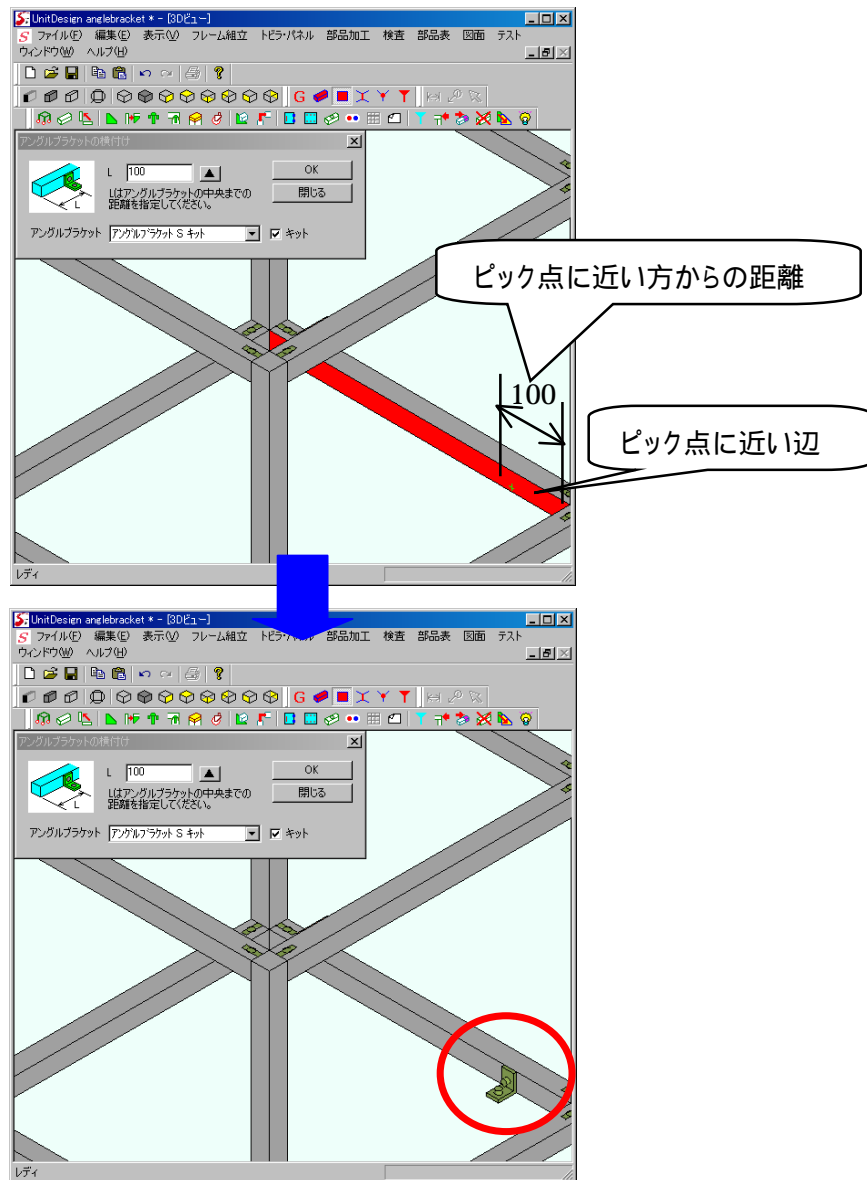 UnitDesign anglebracket * - [3Dビュー]
ファイル(F) 編集(E) 表示(V) フレーム組立 トビラ・パネル 部品加工 検査 部品表 図面 テスト
ウィンドウ(W) ヘルプ(H)
G
アングルブラケットの横付け
L 100
OK
Lはアングルブラケットの中央までの
距離を指定してください。
閉じる
アングルブラケット アングルブラケット S キット キット
L
ピック点に近い方からの距離
100
ピック点に近い辺
レディ
UnitDesign anglebracket * - [3Dビュー]
ファイル(F) 編集(E) 表示(V) フレーム組立 部品加工 検査 部品表 図面 テスト
ウィンドウ(W) ヘルプ(H)
G
アングルブラケットの横付け
L 100
OK
Lはアングルブラケットの中央までの
距離を指定してください。
閉じる
アングルブラケット アングルブラケット S キット キット
L
レディ